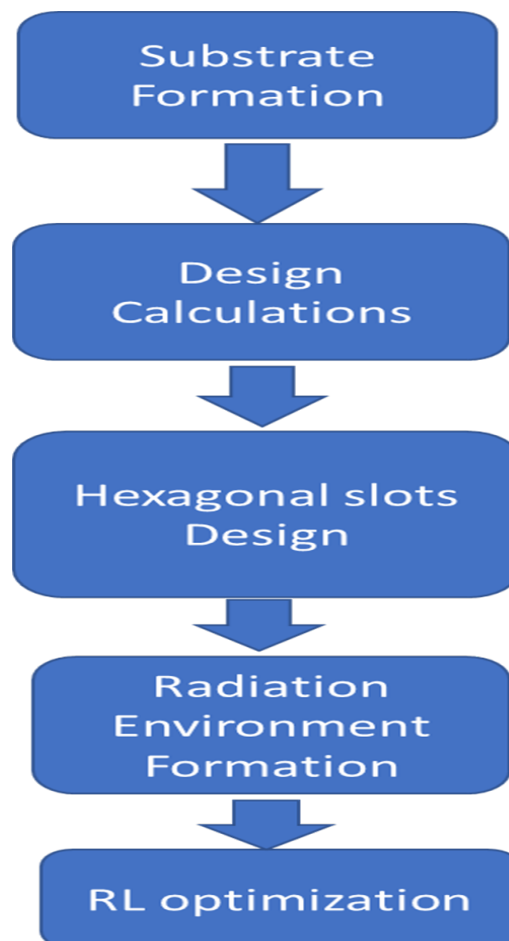 Substrate
Formation
Design
Calculations
Hexagonal slots
Design
Radiation
Environment
Formation
RL optimization